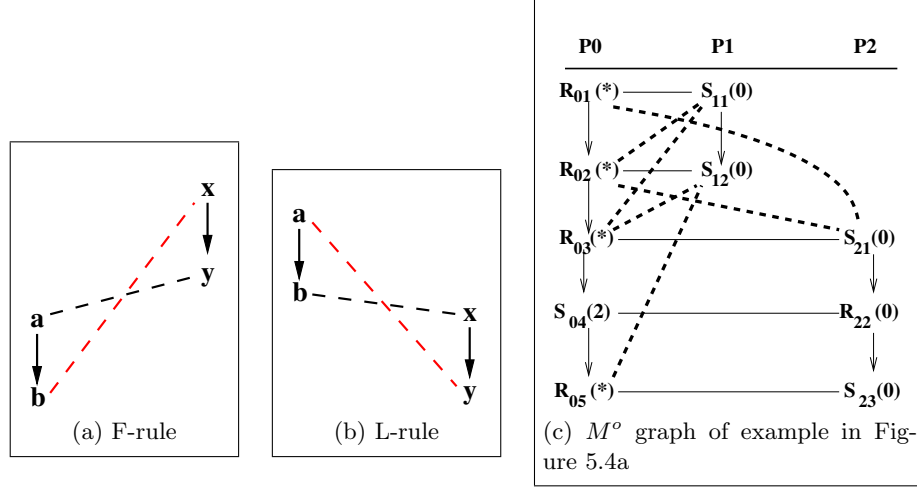 x
y
a
b
(a) F-rule
a
b
x
y
(b) L-rule
P0 P1 P2
R01(*) S11(0)
R02(*) S12(0)
R03(*) S21(0)
S04(2) R22(0)
R05(*) S23(0)
(c) M^o graph of example in Fig-
ure 5.4a